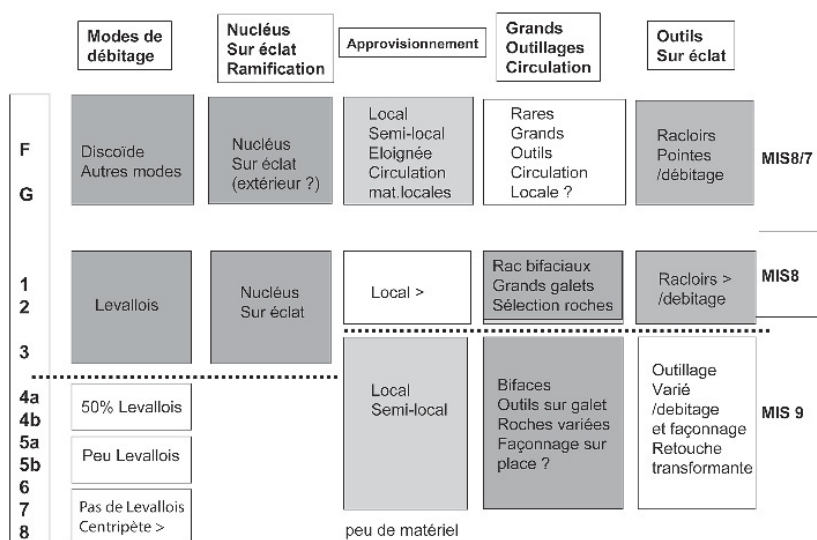 Modes de
débitage
Nucléus
Sur éclat
Ramification
Approvisionnement
Grands
Outillages
Circulation
Outils
Sur éclat
F
G
Discoïde
Autres modes
Nucléus
Sur éclat
(extérieur ?)
Local
Semi-local
Eloignée
Circulation
mat.locales
Rares
Grands
Outils
Circulation
Locale ?
Racloirs
Pointes
/débitage
MIS8/7
1
2
3
Levallois
Nucléus
Sur éclat
Local >
Rac bifaciaux
Grands galets
Sélection roches
Racloirs >
/debitage
MIS8
4a
4b
5a
5b
6
7
8
50% Levallois
Peu Levallois
Pas de Levallois
Centripète >
Local
Semi-local
peu de matériel
Bifaces
Outils sur galet
Roches variées
Façonnage sur
place ?
Outillage
Varié
/debitage
et façonnage
Retouche
transformante
MIS 9